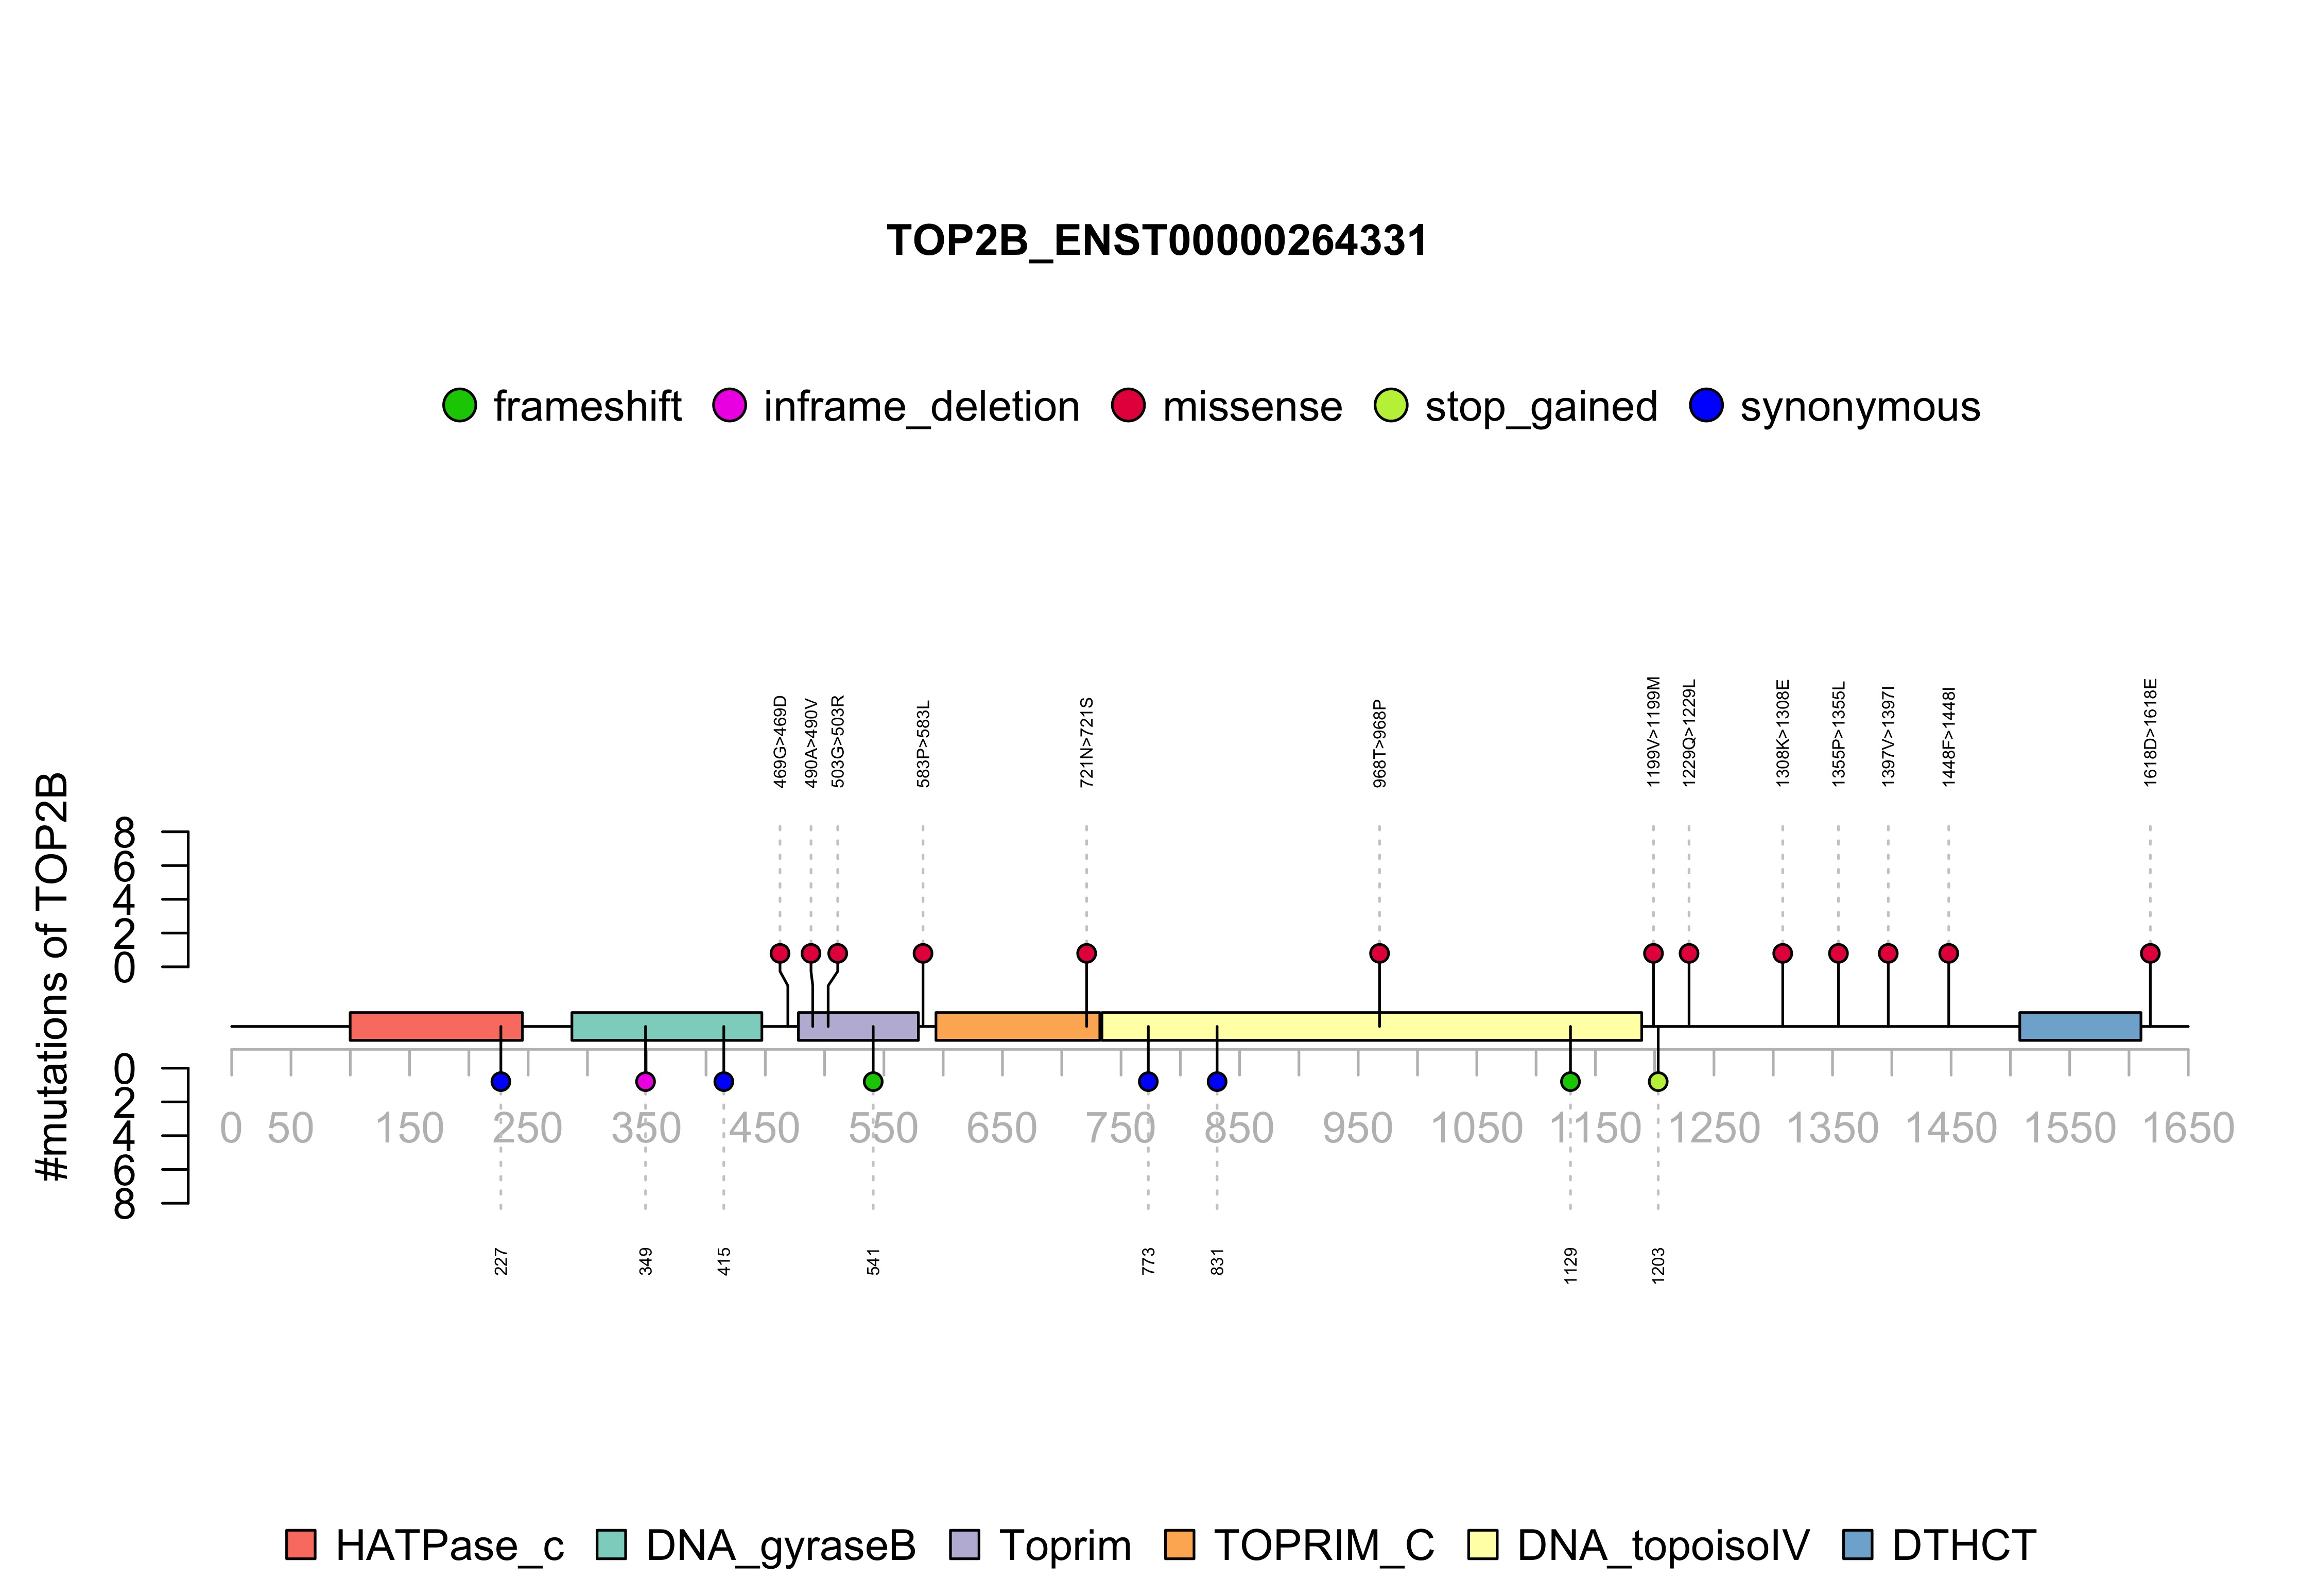 TOP2B_ENST00000264331
frameshift inframe_deletion missense stop_gained synonymous
469G>469D 490A>490V 503G>503R 583P>583L 721N>721S 968T>968P 1199V>1199M 1229Q>1229L 1308K>1308E 1355P>1355L 1397V>1397I 1448F>1448I 1618D>1618E
#mutations of TOP2B
8
6
4
2
0
0
2
4
6
8
0 50 150 250 350 450 550 650 750 850 950 1050 1150 1250 1350 1450 1550 1650
227 349 415 541 773 831 1129 1203
HATPase_c DNA_gyraseB Toprim TOPRIM_C DNA_topoisoIV DTHCT